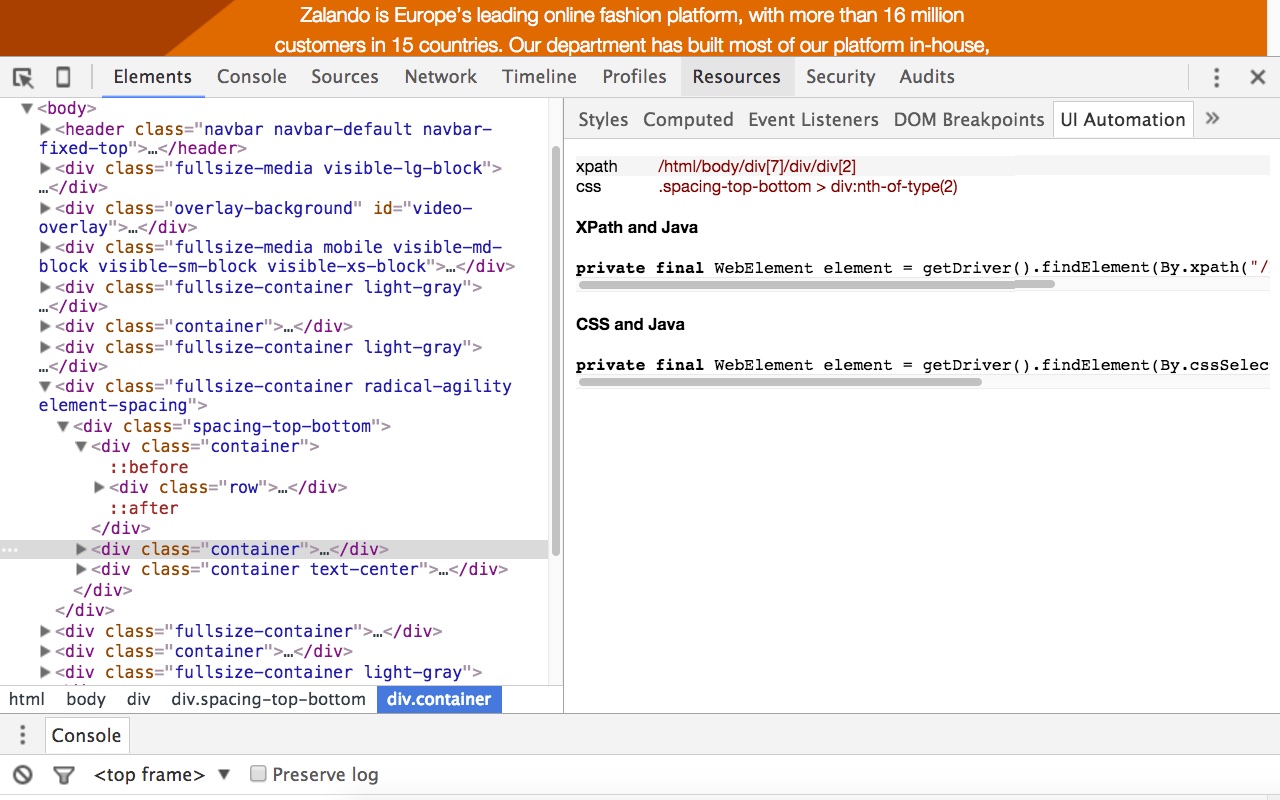 Zalando is Europe's leading online fashion platform, with more than 16 million
customers in 15 countries. Our department has built most of our platform in-house,
Elements Console Sources Network Timeline Profiles Resources Security Audits
<body>
<header class="navbar navbar-default navbar-
fixed-top">…</header>
<div class="fullsize-media visible-lg-block">
…</div>
<div class="overlay-background" id="video-
overlay">…</div>
<div class="fullsize-media mobile visible-md-
block visible-sm-block visible-xs-block">…</div>
<div class="fullsize-container light-gray">
…</div>
<div class="container">…</div>
<div class="fullsize-container light-gray">
…</div>
<div class="fullsize-container radical-agility
element-spacing">
<div class="spacing-top-bottom">
<div class="container">
::before
<div class="row">…</div>
::after
</div>
<div class="container">…</div>
<div class="container text-center">…</div>
</div>
</div>
<div class="fullsize-container">…</div>
<div class="container">…</div>
<div class="fullsize-container light-gray">
html body div div.spacing-top-bottom div.container
Styles Computed Event Listeners DOM Breakpoints UI Automation »
xpath /html/body/div[7]/div/div[2]
css .spacing-top-bottom > div:nth-of-type(2)
XPath and Java
private final WebElement element = getDriver().findElement(By.xpath("/
CSS and Java
private final WebElement element = getDriver().findElement(By.cssSelec
Console
<top frame> ▼ Preserve log